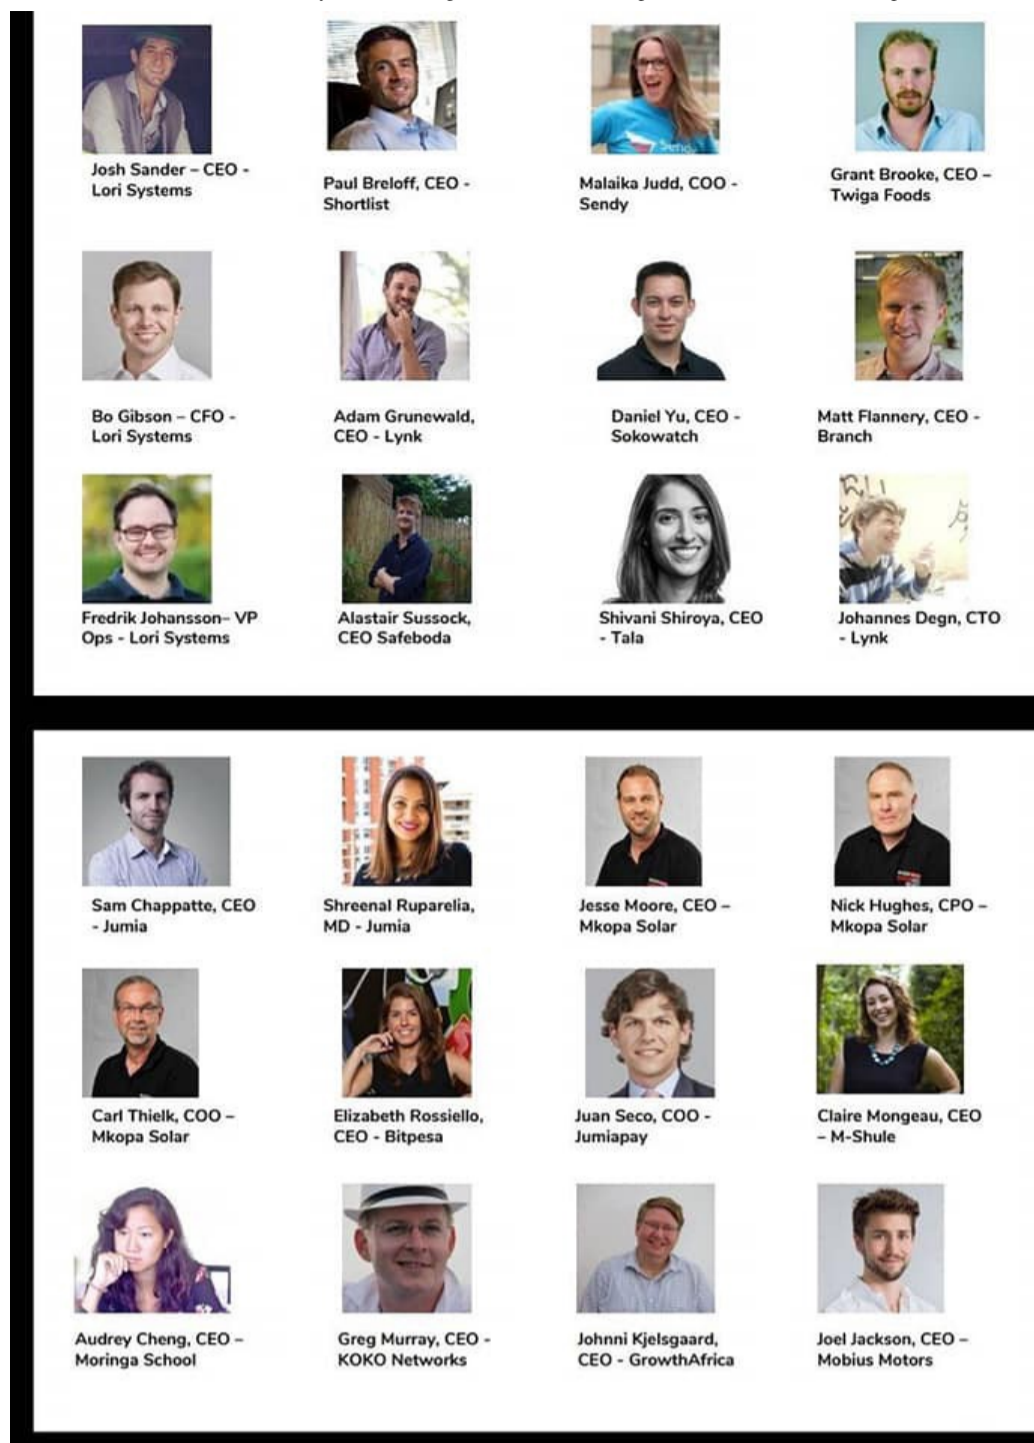 Josh Sander – CEO -
Lori Systems
Paul Breloff, CEO -
Shortlist
Malaika Judd, COO -
Sendy
Grant Brooke, CEO –
Twiga Foods
Bo Gibson – CFO -
Lori Systems
Adam Grunewald,
CEO - Lynk
Daniel Yu, CEO -
Sokowatch
Matt Flannery, CEO -
Branch
Fredrik Johansson– VP
Ops - Lori Systems
Alastair Sussock,
CEO Safeboda
Shivani Shiroya, CEO
- Tala
Johannes Degn, CTO
- Lynk
Sam Chappatte, CEO
- Jumia
Shreenal Ruparelia,
MD - Jumia
Jesse Moore, CEO –
Mkopa Solar
Nick Hughes, CPO –
Mkopa Solar
Carl Thielk, COO –
Mkopa Solar
Elizabeth Rossiello,
CEO - Bitpesa
Juan Seco, COO -
Jumiapay
Claire Mongeau, CEO
– M-Shule
Audrey Cheng, CEO –
Moringa School
Greg Murray, CEO -
KOKO Networks
Johnni Kjelsgaard,
CEO - GrowthAfrica
Joel Jackson, CEO –
Mobius Motors